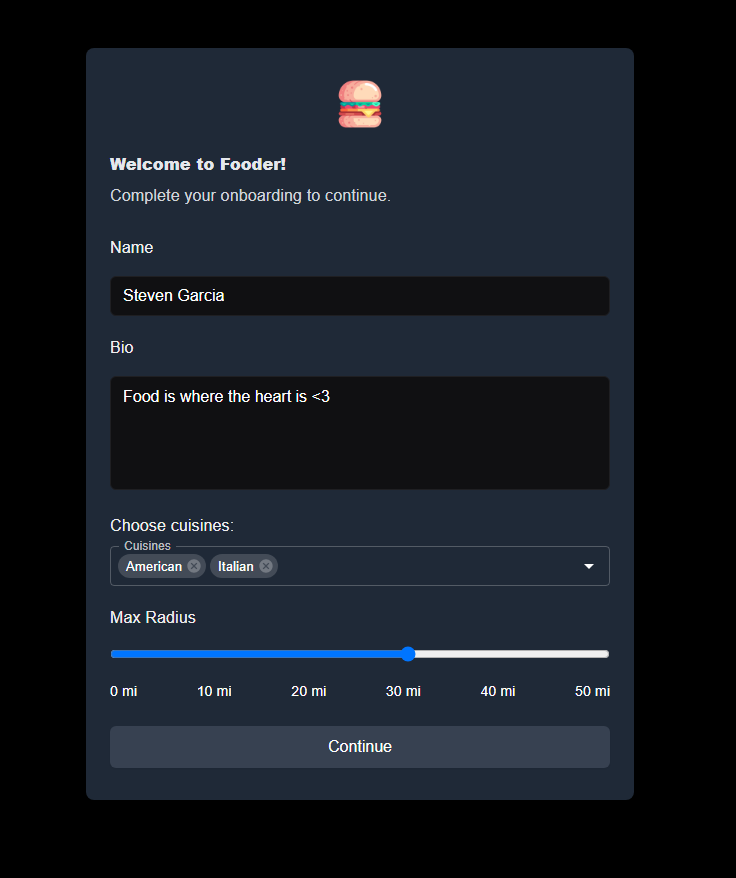 Welcome to Fooder!
Complete your onboarding to continue.
Name
Steven Garcia
Bio
Food is where the heart is <3
Choose cuisines:
Cuisines
American Italian
Max Radius
0 mi 10 mi 20 mi 30 mi 40 mi 50 mi
Continue